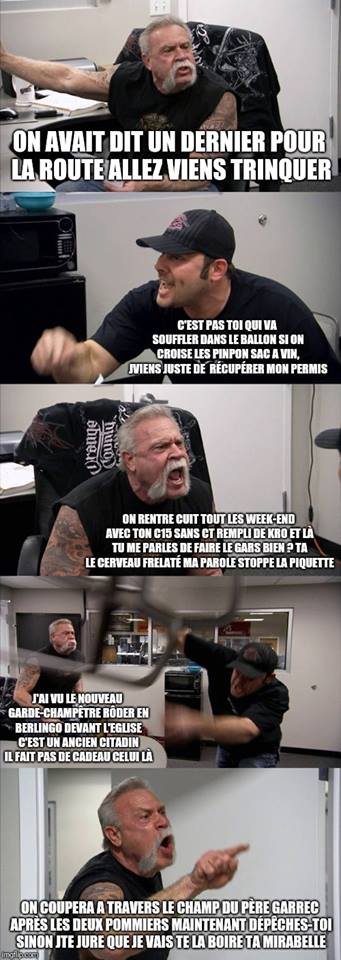 ON AVAIT DIT UN DERNIER POUR
LA ROUTE ALLEZ VIENS TRINQUER
C'EST PAS TOI QUI VA
SOUFFLER DANS LE BALLON SI ON
CROISE LES PINPON SAC A VIN,
JVIENS JUSTE DE RÉCUPÉRER MON PERMIS
Orange
County
ON RENTRE CUIT TOUT LES WEEK-END
AVEC TON C15 SANS CT REMPLI DE KRO ET LÀ
TU ME PARLES DE FAIRE LE GARS BIEN ? TA
LE CERVEAU FRELATÉ MA PAROLE STOPPE LA PIQUETTE
J'AI VU LE NOUVEAU
GARDE-CHAMPÊTRE RÔDER EN
BERLINGO DEVANT L'EGLISE
C'EST UN ANCIEN CITADIN
IL FAIT PAS DE CADEAU CELUI LÀ
ON COUPERA A TRAVERS LE CHAMP DU PÈRE GARREC
APRÈS LES DEUX POMMIERS MAINTENANT DÉPÊCHES-TOI
SINON JTE JURE QUE JE VAIS TE LA BOIRE TA MIRABELLE
imgflip.com